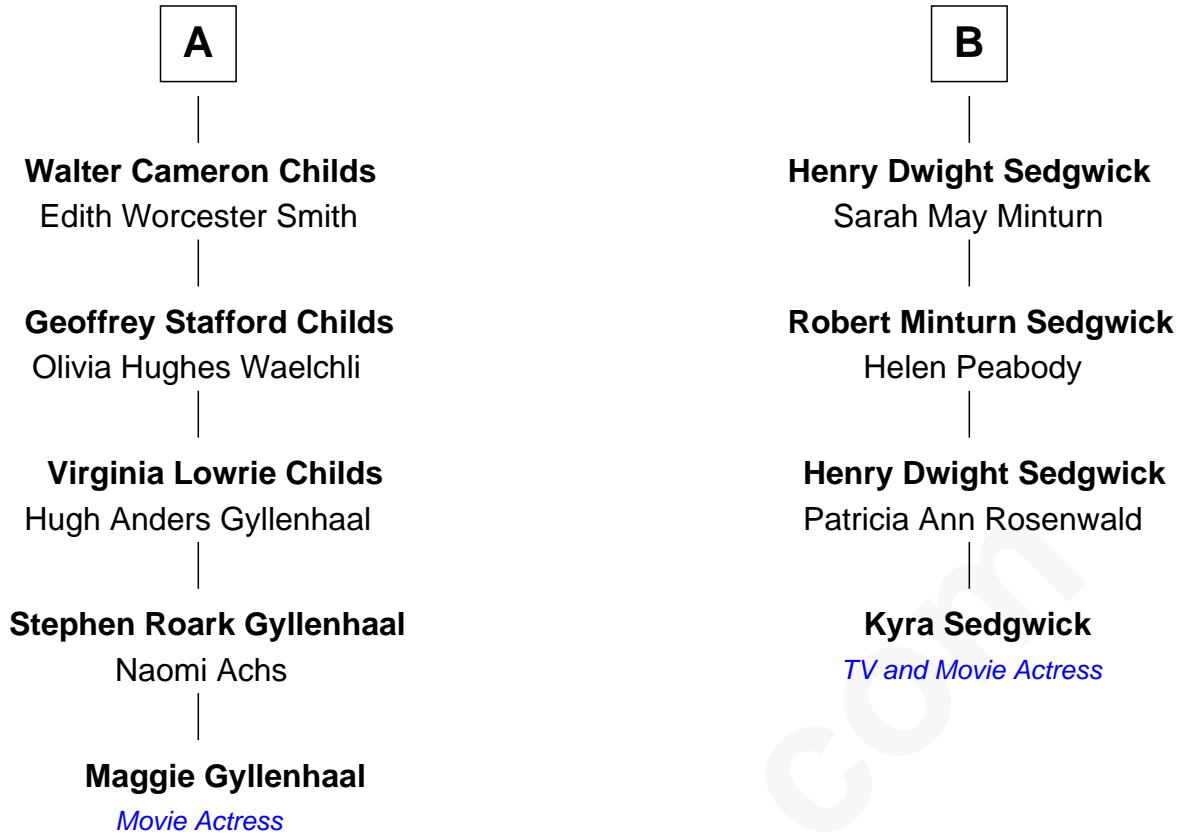 A
Walter Cameron Childs
Edith Worcester Smith
Geoffrey Stafford Childs
Olivia Hughes Waelchli
Virginia Lowrie Childs
Hugh Anders Gyllenhaal
Stephen Roark Gyllenhaal
Naomi Achs
Maggie Gyllenhaal
Movie Actress
B
Henry Dwight Sedgwick
Sarah May Minturn
Robert Minturn Sedgwick
Helen Peabody
Henry Dwight Sedgwick
Patricia Ann Rosenwald
Kyra Sedgwick
TV and Movie Actress
com